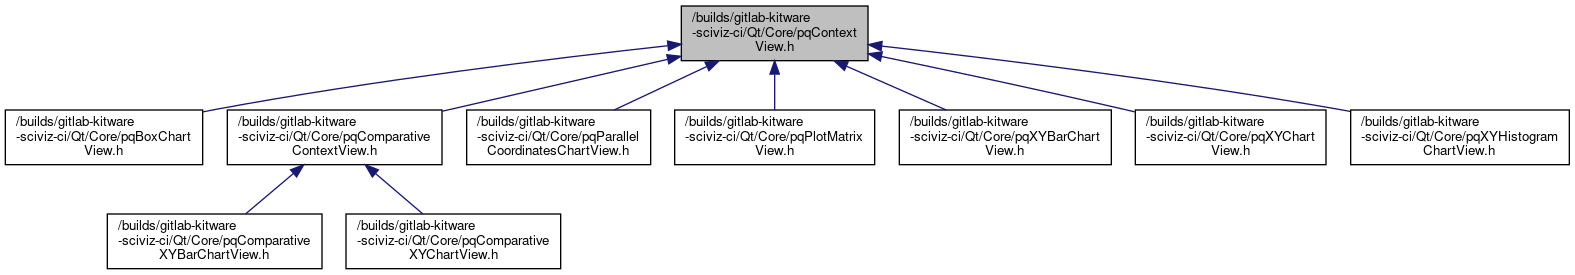 /builds/gitlab-kitware
-sciviz-ci/Qt/Core/pqContext
View.h
/builds/gitlab-kitware
-sciviz-ci/Qt/Core/pqBoxChart
View.h
/builds/gitlab-kitware
-sciviz-ci/Qt/Core/pqComparative
ContextView.h
/builds/gitlab-kitware
-sciviz-ci/Qt/Core/pqParallel
CoordinatesChartView.h
/builds/gitlab-kitware
-sciviz-ci/Qt/Core/pqPlotMatrix
View.h
/builds/gitlab-kitware
-sciviz-ci/Qt/Core/pqXYBarChart
View.h
/builds/gitlab-kitware
-sciviz-ci/Qt/Core/pqXYChart
View.h
/builds/gitlab-kitware
-sciviz-ci/Qt/Core/pqXYHistogram
ChartView.h
/builds/gitlab-kitware
-sciviz-ci/Qt/Core/pqComparative
XYBarChartView.h
/builds/gitlab-kitware
-sciviz-ci/Qt/Core/pqComparative
XYChartView.h